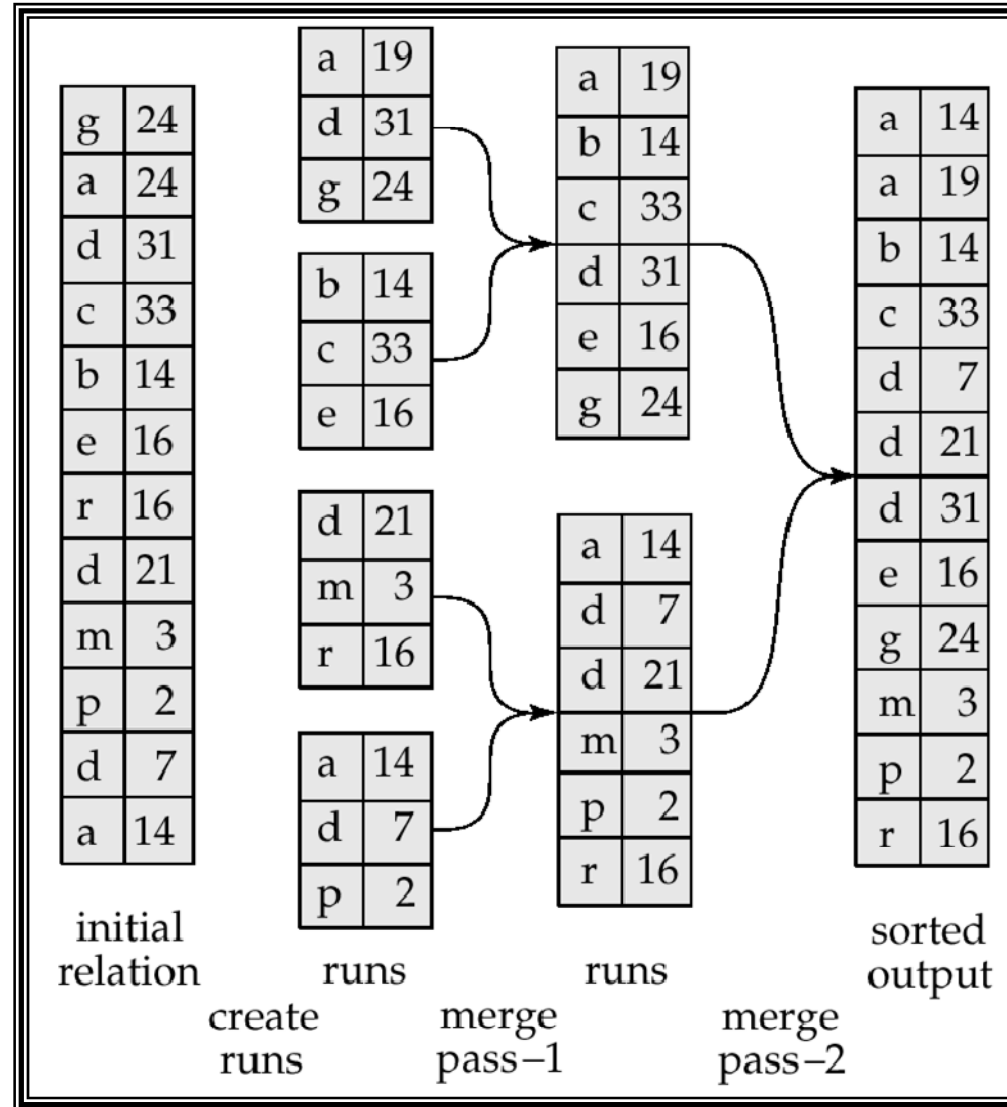 g 24
a 24
d 31
c 33
b 14
e 16
r 16
d 21
m 3
p 2
d 7
a 14
initial
relation
a 19
d 31
g 24
b 14
c 33
e 16
d 21
m 3
r 16
a 14
d 7
p 2
runs
create
runs
a 19
b 14
c 33
d 31
e 16
g 24
a 14
d 7
d 21
m 3
p 2
r 16
runs
merge
pass–1
a 14
a 19
b 14
c 33
d 7
d 21
d 31
e 16
g 24
m 3
p 2
r 16
sorted
output
merge
pass–2